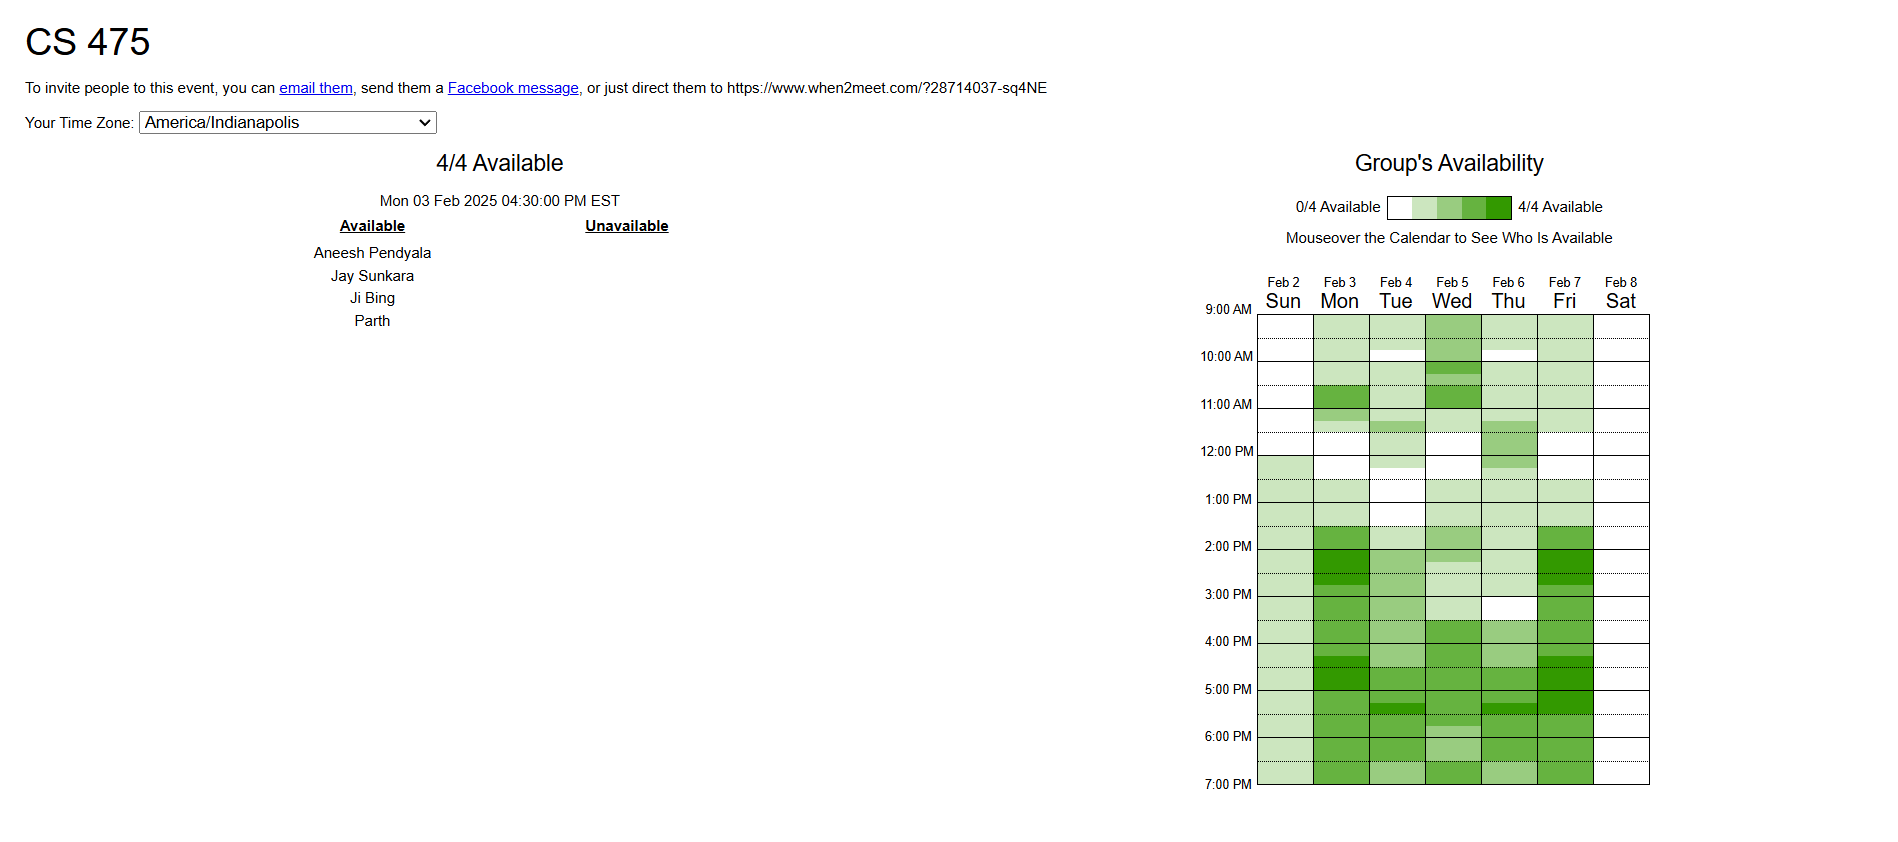 CS 475
To invite people to this event, you can email them, send them a Facebook message, or just direct them to https://www.when2meet.com/?28714037-sq4NE
Your Time Zone: America/Indianapolis
4/4 Available
Mon 03 Feb 2025 04:30:00 PM EST
Available Unavailable
Aneesh Pendyala
Jay Sunkara
Ji Bing
Parth
Group's Availability
0/4 Available 4/4 Available
Mouseover the Calendar to See Who Is Available
Feb 2 Feb 3 Feb 4 Feb 5 Feb 6 Feb 7 Feb 8
Sun Mon Tue Wed Thu Fri Sat
9:00 AM
10:00 AM
11:00 AM
12:00 PM
1:00 PM
2:00 PM
3:00 PM
4:00 PM
5:00 PM
6:00 PM
7:00 PM